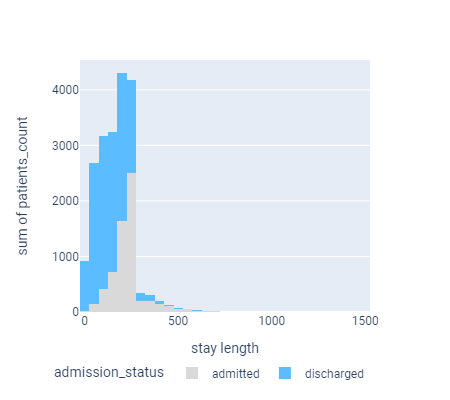 4000
3000
2000
1000
0
sum of patients_count
0 500 1000 1500
stay length
admission_status admitted discharged